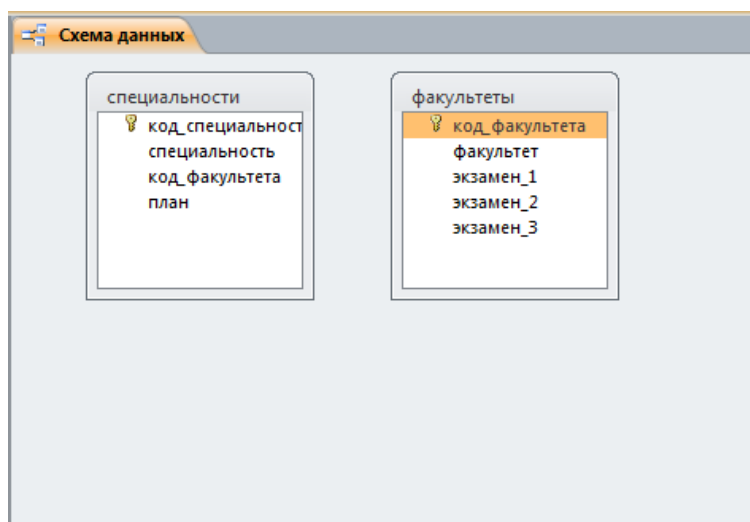 Схема данных
специальности
код_специальност
специальность
код_факультета
план
факультеты
код_факультета
факультет
экзамен_1
экзамен_2
экзамен_3